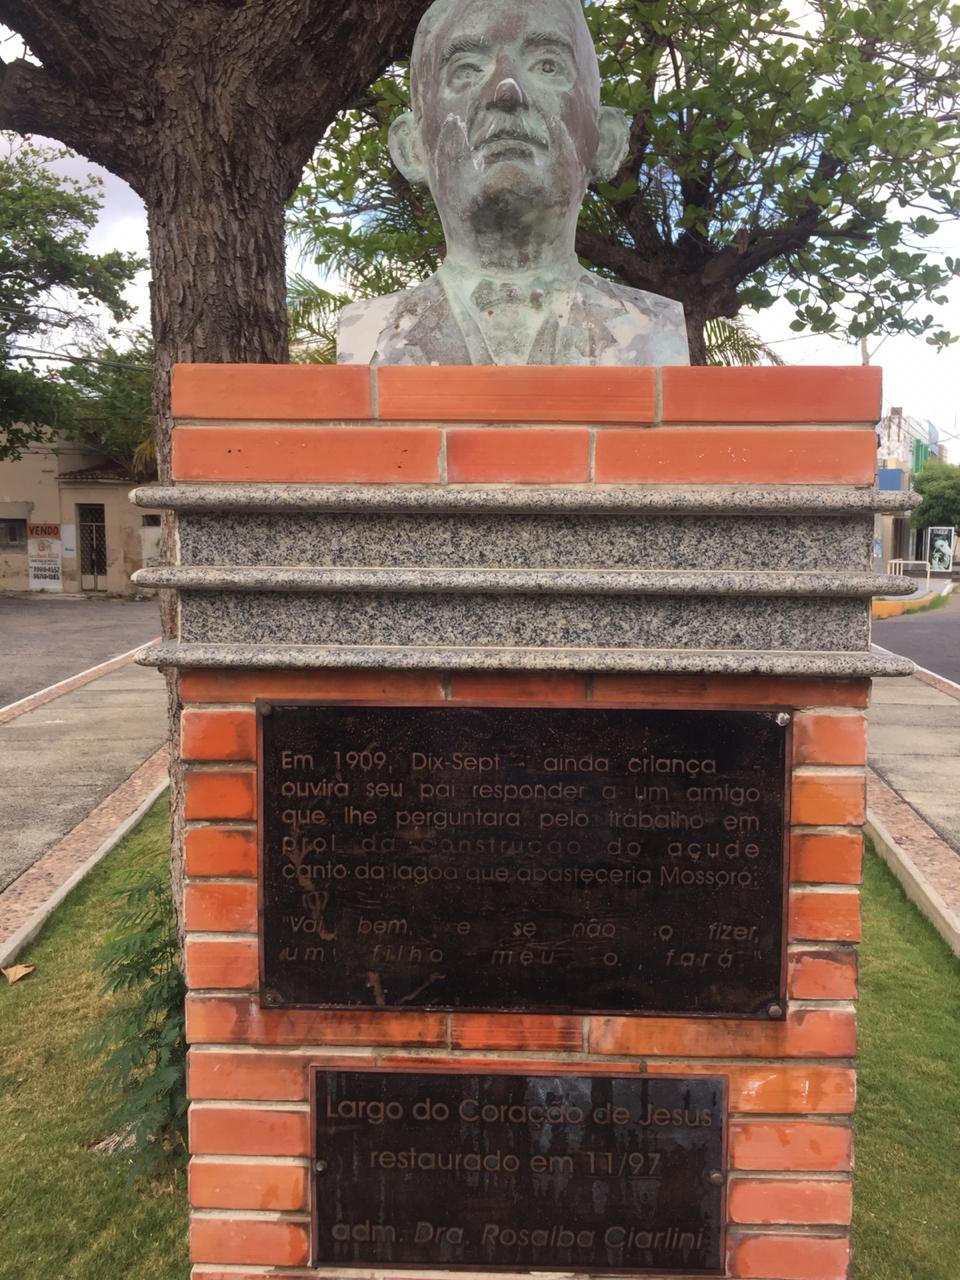 Em 1909, Dix-Sept - ainda criança -
ouvira seu pai responder a um amigo
que lhe perguntara pelo trabalho em
prol da construção do açude
canto da lagoa que abasteceria Mossoró:
"Vai bem, e se não o fizer,
um filho meu o fará."
Largo do Coração de Jesus
restaurado em 11/97
adm. Dra. Rosalba Ciarlini
VENDO